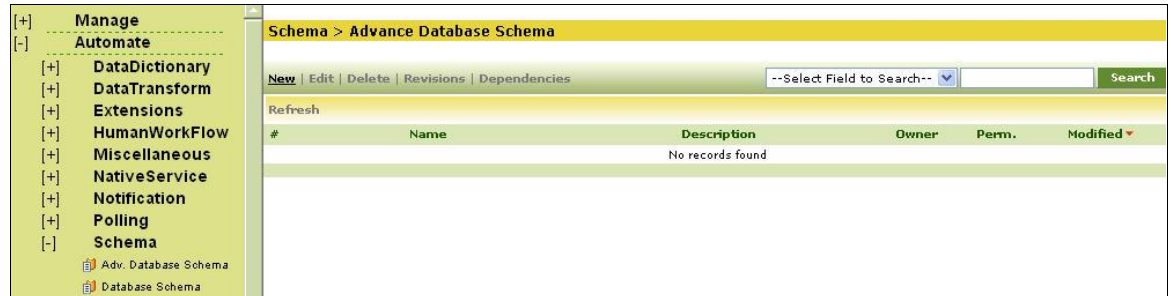 [+] Manage
[-] Automate
[+] DataDictionary
[+] DataTransform
[+] Extensions
[+] HumanWorkFlow
[+] Miscellaneous
[+] NativeService
[+] Notification
[+] Polling
[-] Schema
Adv. Database Schema
Database Schema
Schema > Advance Database Schema
New | Edit | Delete | Revisions | Dependencies --Select Field to Search-- Search
Refresh
# Name Description Owner Perm. Modified
No records found